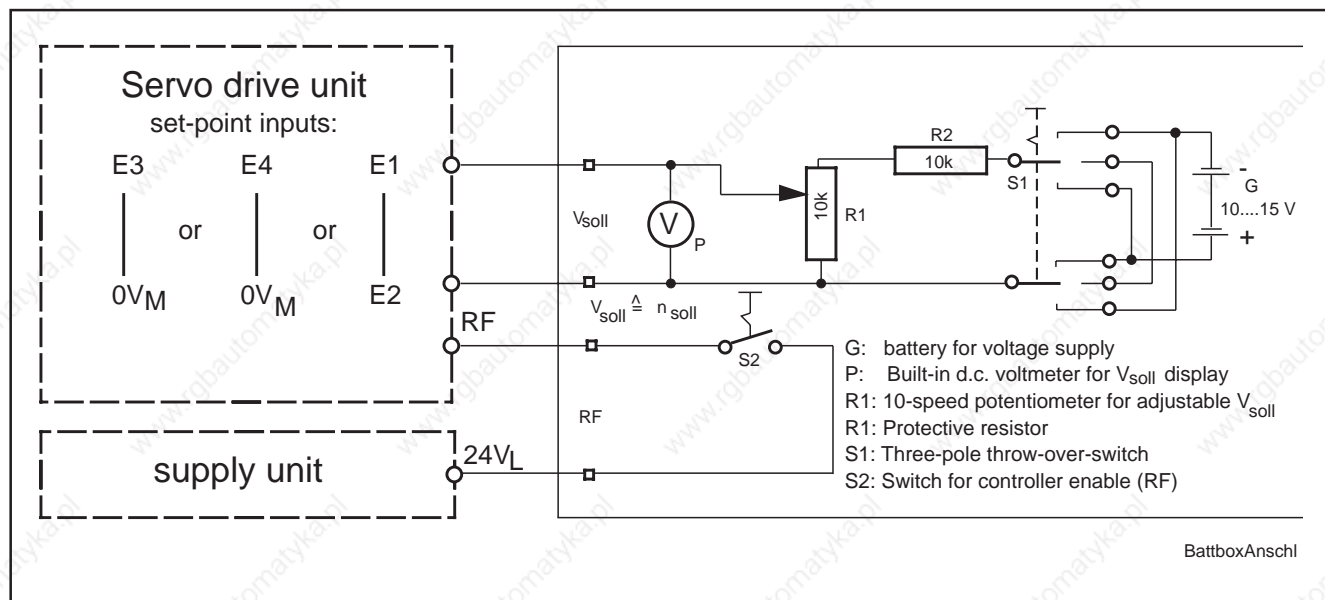 Servo drive unit
set-point inputs:
E3 E4 E1
or or
0VM 0VM E2
RF
supply unit
24VL
Vsoll
V
P
Vsoll ≙ nsoll
RF
S2
10k
R1
R2
10k
S1
-
G
10....15 V
+
G: battery for voltage supply
P: Built-in d.c. voltmeter for Vsoll display
R1: 10-speed potentiometer for adjustable Vsoll
R1: Protective resistor
S1: Three-pole throw-over-switch
S2: Switch for controller enable (RF)
BattboxAnschl
www.rgbautomatyka.pl